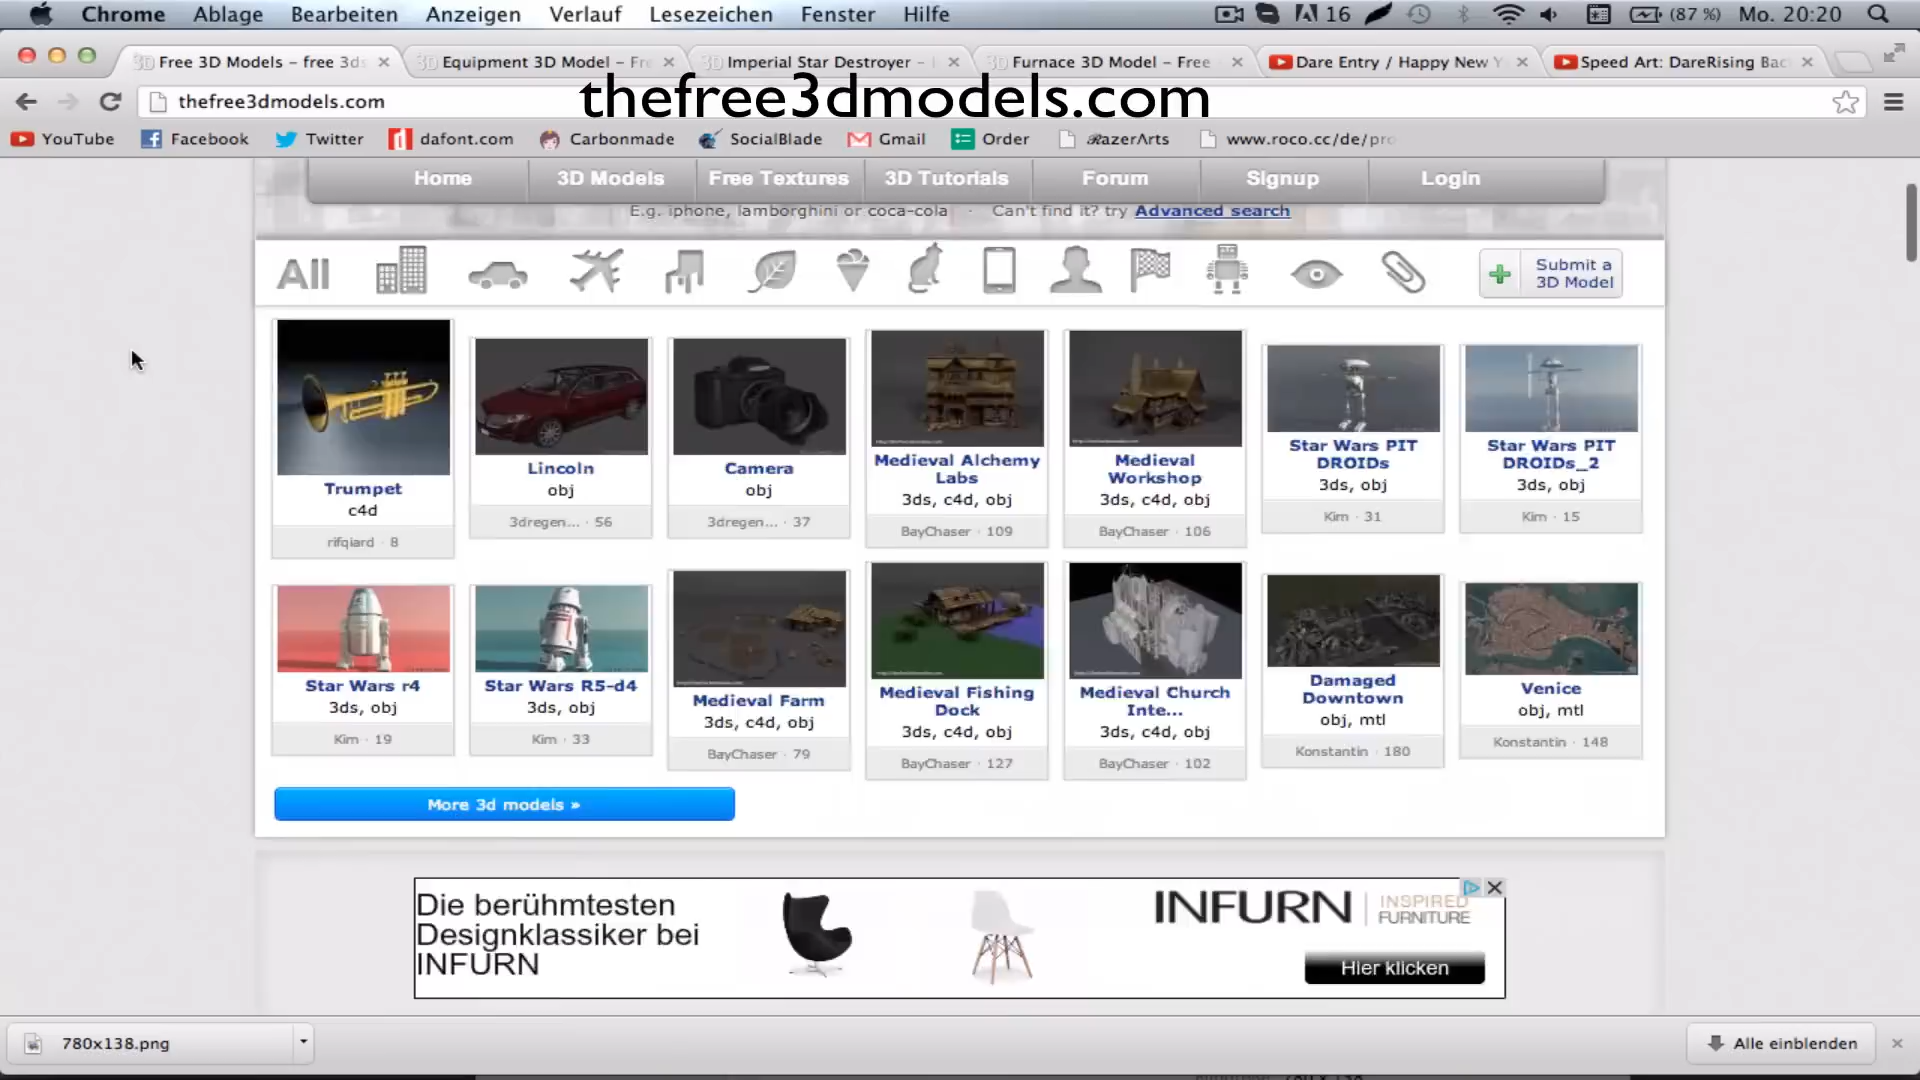 Chrome Ablage Bearbeiten Anzeigen Verlauf Lesezeichen Fenster Hilfe 16 (87 %) Mo. 20:20
Free 3D Models – free 3ds Equipment 3D Model – Fre Imperial Star Destroyer – Furnace 3D Model – Free Dare Entry / Happy New Y Speed Art: DareRising Bac
thefree3dmodels.com
thefree3dmodels.com
YouTube Facebook Twitter dafont.com Carbonmade SocialBlade Gmail Order RazerArts www.roco.cc/de/pro
Home 3D Models Free Textures 3D Tutorials Forum Signup Login
E.g. iphone, lamborghini or coca-cola · Can't find it? try Advanced search
All
Submit a
3D Model
Trumpet
c4d
rifqiard · 8
Lincoln
obj
3dregen... · 56
Camera
obj
3dregen... · 37
Medieval Alchemy
Labs
3ds, c4d, obj
BayChaser · 109
Medieval
Workshop
3ds, c4d, obj
BayChaser · 106
Star Wars PIT
DROIDs
3ds, obj
Kim · 31
Star Wars PIT
DROIDs_2
3ds, obj
Kim · 15
Star Wars r4
3ds, obj
Kim · 19
Star Wars R5-d4
3ds, obj
Kim · 33
Medieval Farm
3ds, c4d, obj
BayChaser · 79
Medieval Fishing
Dock
3ds, c4d, obj
BayChaser · 127
Medieval Church
Inte...
3ds, c4d, obj
BayChaser · 102
Damaged
Downtown
obj, mtl
Konstantin · 180
Venice
obj, mtl
Konstantin · 148
More 3d models »
Die berühmtesten
Designklassiker bei
INFURN
INFURN
INSPIRED
FURNITURE
Hier klicken
780x138.png
Alle einblenden